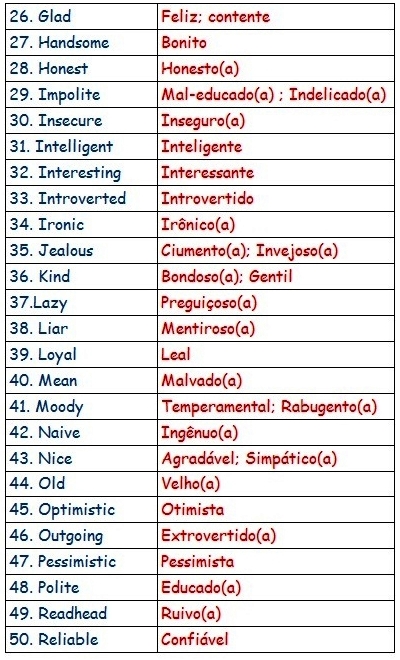 26. Glad Feliz; contente
27. Handsome Bonito
28. Honest Honesto(a)
29. Impolite Mal-educado(a) ; Indelicado(a)
30. Insecure Inseguro(a)
31. Intelligent Inteligente
32. Interesting Interessante
33. Introverted Introvertido
34. Ironic Irônico(a)
35. Jealous Ciumento(a); Invejoso(a)
36. Kind Bondoso(a); Gentil
37.Lazy Preguiçoso(a)
38. Liar Mentiroso(a)
39. Loyal Leal
40. Mean Malvado(a)
41. Moody Temperamental; Rabugento(a)
42. Naive Ingênuo(a)
43. Nice Agradável; Simpático(a)
44. Old Velho(a)
45. Optimistic Otimista
46. Outgoing Extrovertido(a)
47. Pessimistic Pessimista
48. Polite Educado(a)
49. Readhead Ruivo(a)
50. Reliable Confiável